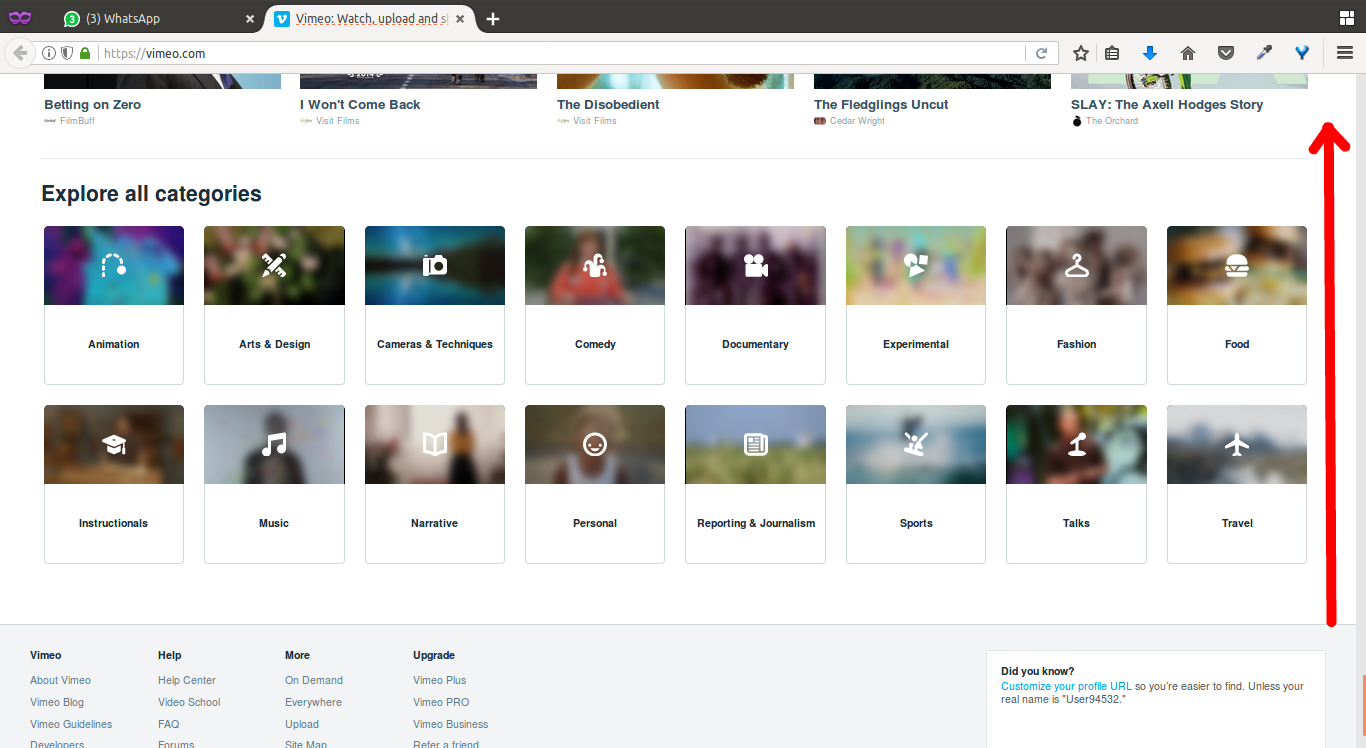 (3) WhatsApp
Vimeo: Watch, upload and s
https://vimeo.com
2014
Betting on Zero
I Won't Come Back
The Disobedient
The Fledglings Uncut
SLAY: The Axell Hodges Story
FilmBuff
Visit Films
Visit Films
Cedar Wright
The Orchard
Explore all categories
Animation
Arts & Design
Cameras & Techniques
Comedy
Documentary
Experimental
Fashion
Food
Instructionals
Music
Narrative
Personal
Reporting & Journalism
Sports
Talks
Travel
Vimeo
Help
More
Upgrade
About Vimeo
Help Center
On Demand
Vimeo Plus
Vimeo Blog
Video School
Everywhere
Vimeo PRO
Vimeo Guidelines
FAQ
Upload
Vimeo Business
Developers
Forums
Site Map
Refer a friend
Did you know?
Customize your profile URL so you're easier to find. Unless your
real name is "User94532."